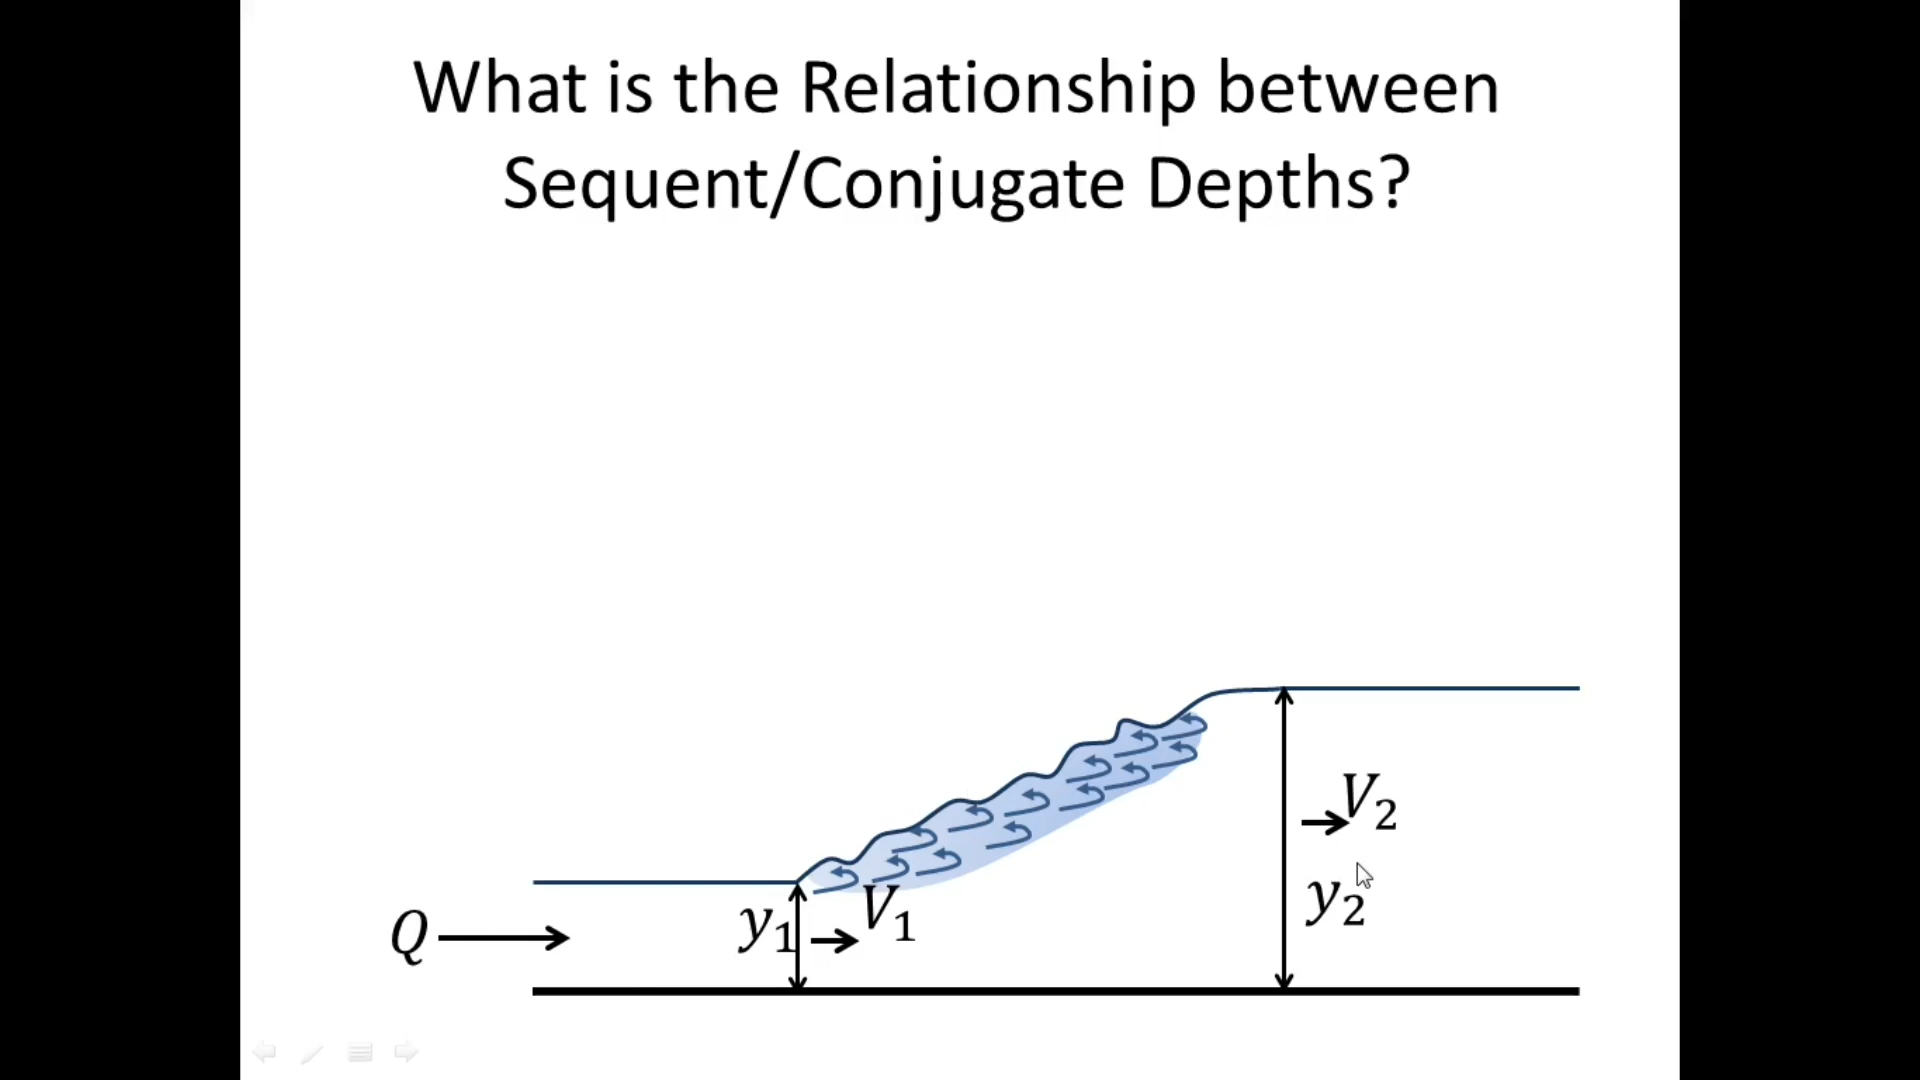 What is the Relationship between
Sequent/Conjugate Depths?
V₂
y₂
Q
y₁
V₁